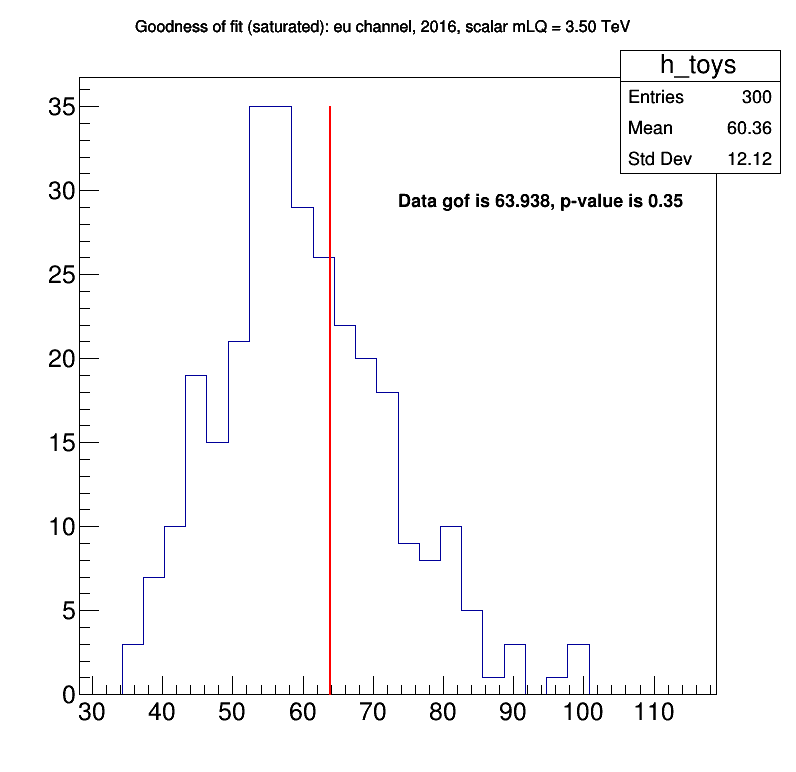 Goodness of fit (saturated): eu channel, 2016, scalar mLQ = 3.50 TeV
h_toys
Entries 300
Mean 60.36
Std Dev 12.12
Data gof is 63.938, p-value is 0.35
35
30
25
20
15
10
5
0
30 40 50 60 70 80 90 100 110